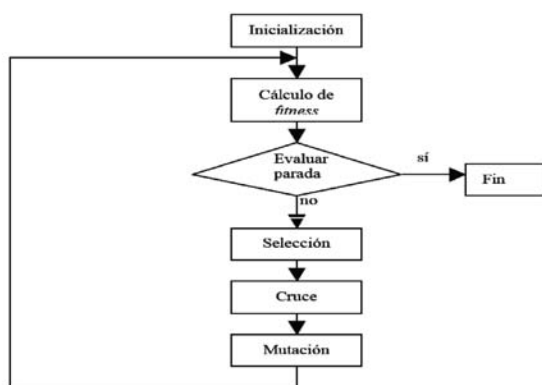 Inicialización
Cálculo de
fitness
Evaluar
parada
sí
Fin
no
Selección
Cruce
Mutación